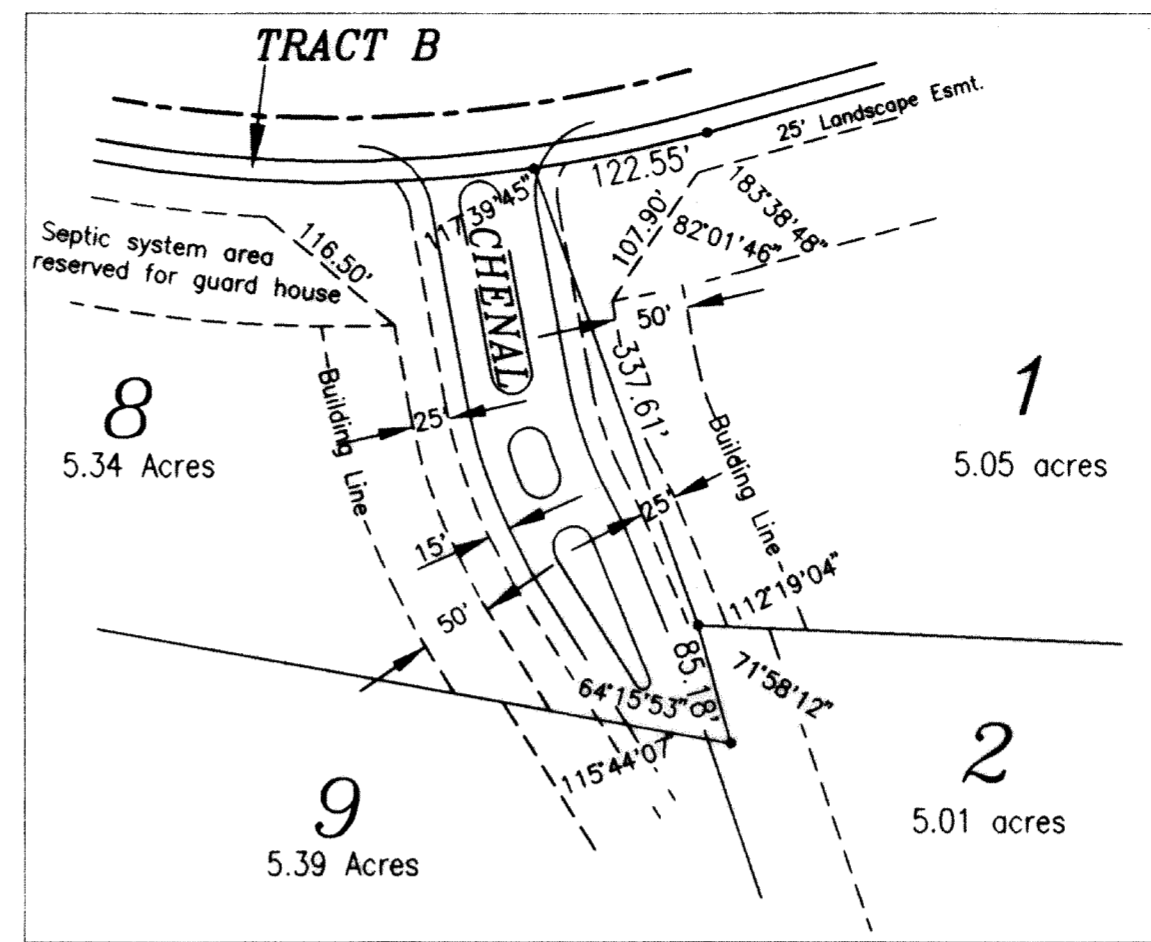 TRACT B
25' Landscape Esmt.
122.55'
117°39'45"
183°38'48"
107.90'
82°01'46"
116.50'
Septic system area
reserved for guard house
CHENAL
50'
337.61'
Building Line
25'
8
5.34 Acres
1
5.05 acres
Building Line
25'
15'
50'
112°19'04"
85.18'
71°58'12"
64°15'53"
115°44'07"
9
5.39 Acres
2
5.01 acres